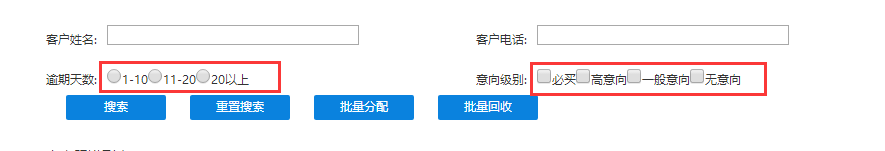 客户姓名: 客户电话:
逾期天数: 1-10 11-20 20以上 意向级别: 必买 高意向 一般意向 无意向
搜索 重置搜索 批量分配 批量回收